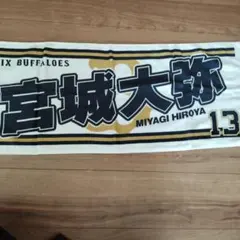 IX BUFFALOES
宮城大弥
MIYAGI HIROYA
13